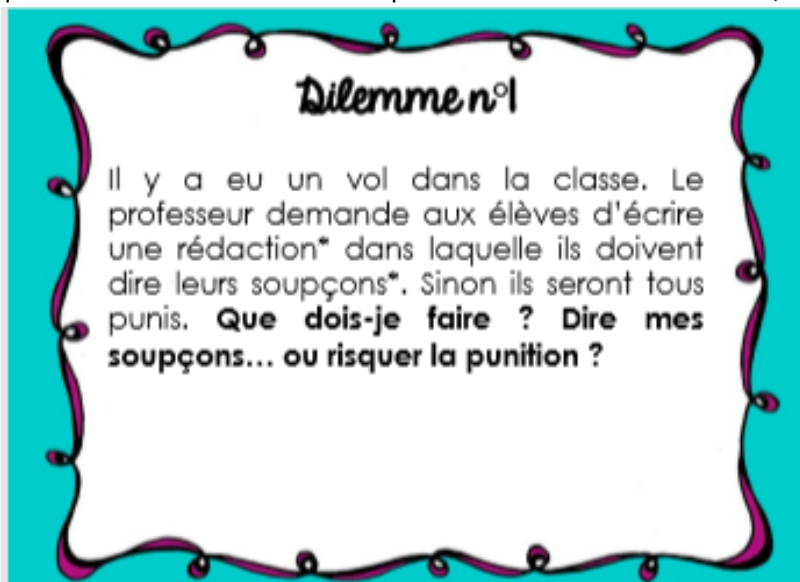 Dilemme n°1
Il y a eu un vol dans la classe. Le
professeur demande aux élèves d'écrire
une rédaction* dans laquelle ils doivent
dire leurs soupçons*. Sinon ils seront tous
punis. Que dois-je faire ? Dire mes
soupçons... ou risquer la punition ?